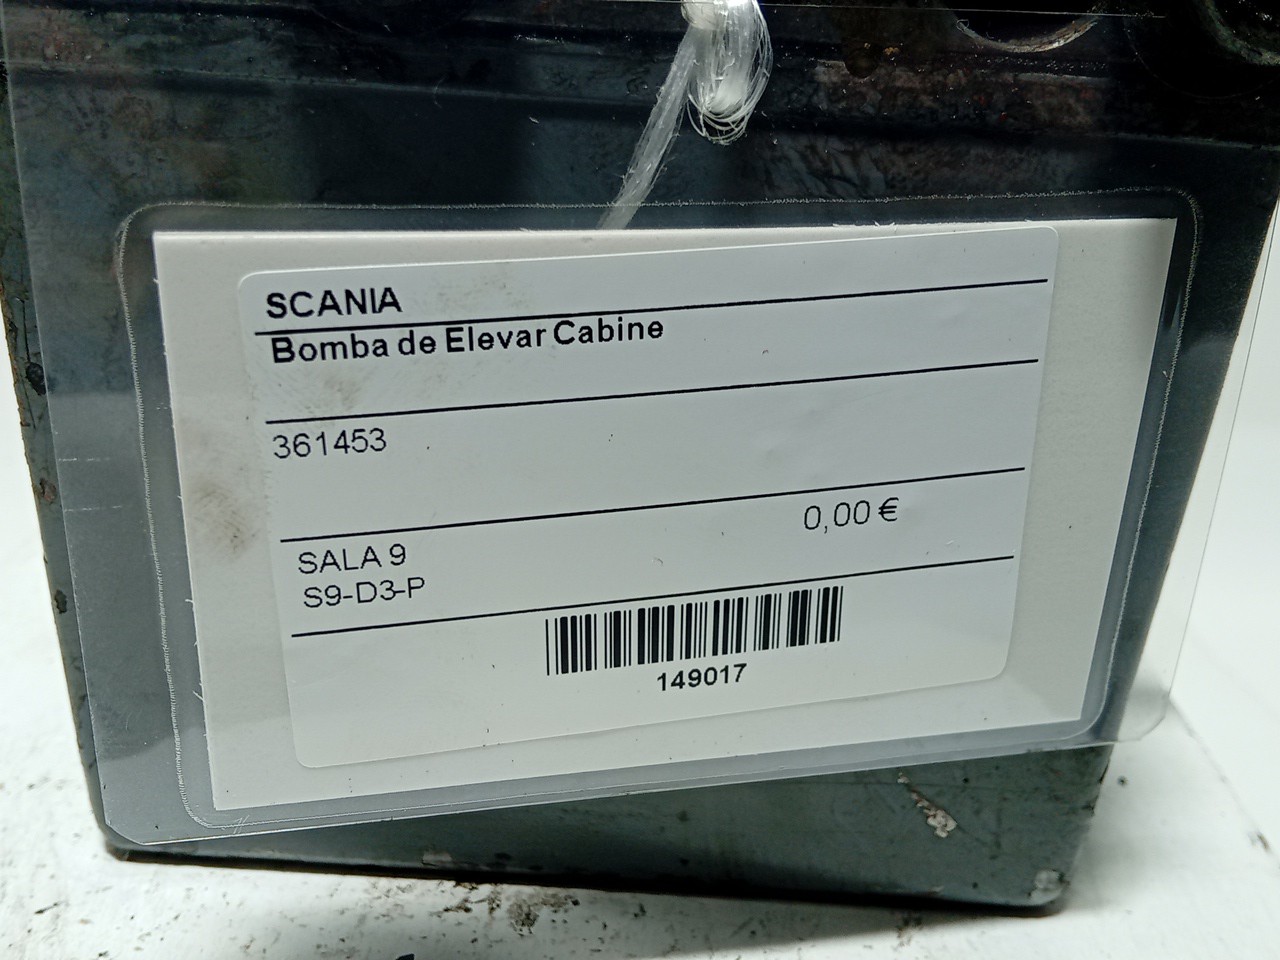 SCANIA
Bomba de Elevar Cabine
361453
0,00 €
SALA 9
S9-D3-P
149017